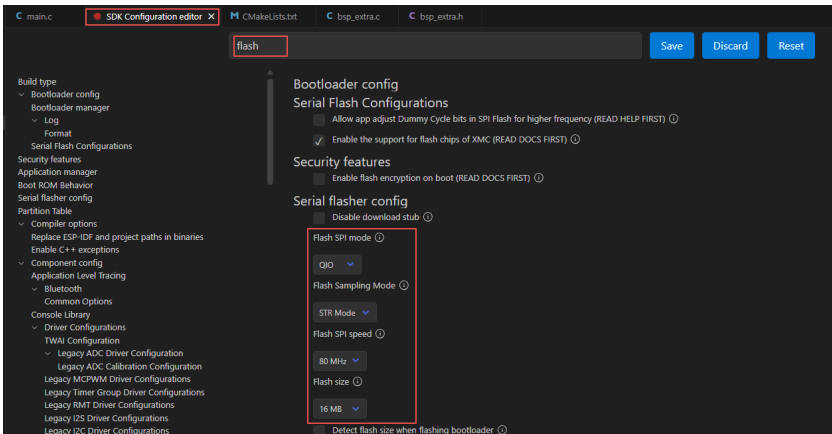 C main.c
SDK Configuration editor X
M CMakeLists.txt
C bsp_extra.c
C bsp_extra.h
flash
Save
Discard
Reset
Build type
Bootloader config
Bootloader manager
Log
Format
Serial Flash Configurations
Security features
Application manager
Boot ROM Behavior
Serial flasher config
Partition Table
Compiler options
Replace ESP-IDF and project paths in binaries
Enable C++ exceptions
Component config
Application Level Tracing
Bluetooth
Common Options
Console Library
Driver Configurations
TWAI Configuration
Legacy ADC Driver Configuration
Legacy ADC Calibration Configuration
Legacy MCPWM Driver Configurations
Legacy Timer Group Driver Configurations
Legacy RMT Driver Configurations
Legacy I2S Driver Configurations
Legacy I2C Driver Configurations
Bootloader config
Serial Flash Configurations
Allow app adjust Dummy Cycle bits in SPI Flash for higher frequency (READ HELP FIRST)
Enable the support for flash chips of XMC (READ DOCS FIRST)
Security features
Enable flash encryption on boot (READ DOCS FIRST)
Serial flasher config
Disable download stub
Flash SPI mode
QIO
Flash Sampling Mode
STR Mode
Flash SPI speed
80 MHz
Flash size
16 MB
Detect flash size when flashing bootloader